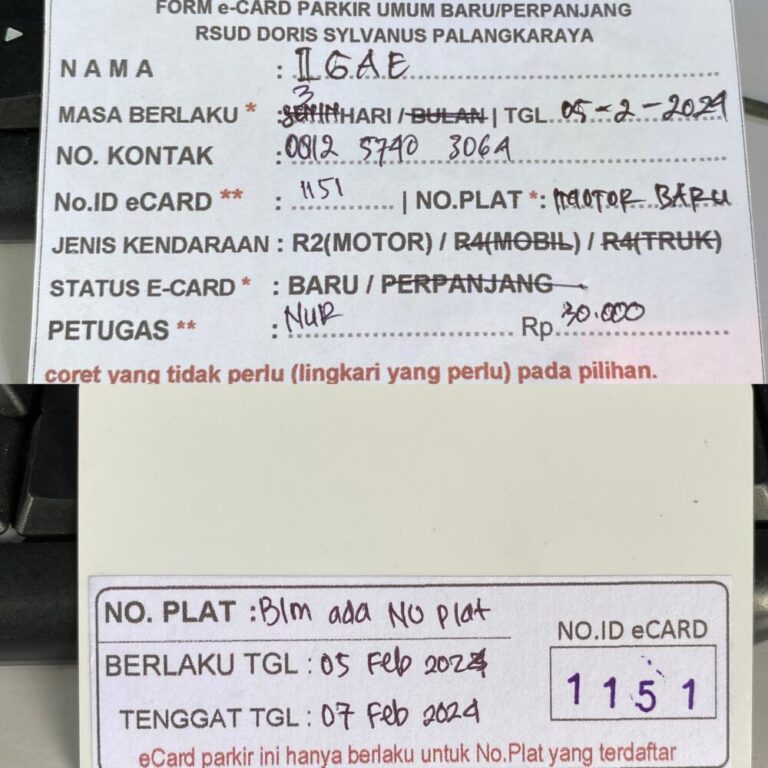 FORM e-CARD PARKIR UMUM BARU/PERPANJANG
RSUD DORIS SYLVANUS PALANGKARAYA
NAMA : IGAE
3
MASA BERLAKU * : SENIN HARI / BULAN | TGL. 05-2-2024
NO. KONTAK : 0812 5740 3064
No.ID eCARD ** : 1151 | NO.PLAT *: MOTOR BARU
JENIS KENDARAAN : R2(MOTOR) / R4(MOBIL) / R4(TRUK)
STATUS E-CARD * : BARU / PERPANJANG
PETUGAS ** : NUR Rp. 30.000
coret yang tidak perlu (lingkari yang perlu) pada pilihan.
NO. PLAT : Blm ada No plat
NO.ID eCARD
BERLAKU TGL : 05 Feb 2024
1151
TENGGAT TGL : 07 Feb 2024
eCard parkir ini hanya berlaku untuk No.Plat yang terdaftar